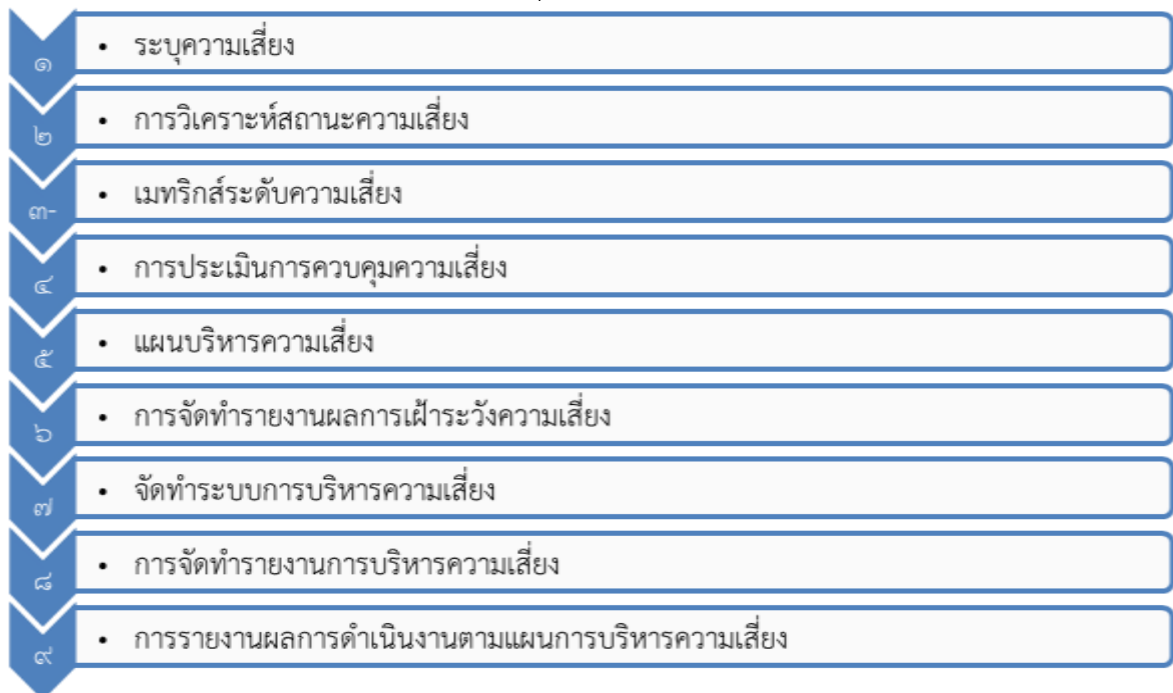 ๑
• ระบุความเสี่ยง
๒
• การวิเคราะห์สถานะความเสี่ยง
๓-
• เมทริกส์ระดับความเสี่ยง
๔
• การประเมินการควบคุมความเสี่ยง
๕
• แผนบริหารความเสี่ยง
๖
• การจัดทำรายงานผลการเฝ้าระวังความเสี่ยง
๗
• จัดทำระบบการบริหารความเสี่ยง
๘
• การจัดทำรายงานการบริหารความเสี่ยง
๙
• การรายงานผลการดำเนินงานตามแผนการบริหารความเสี่ยง